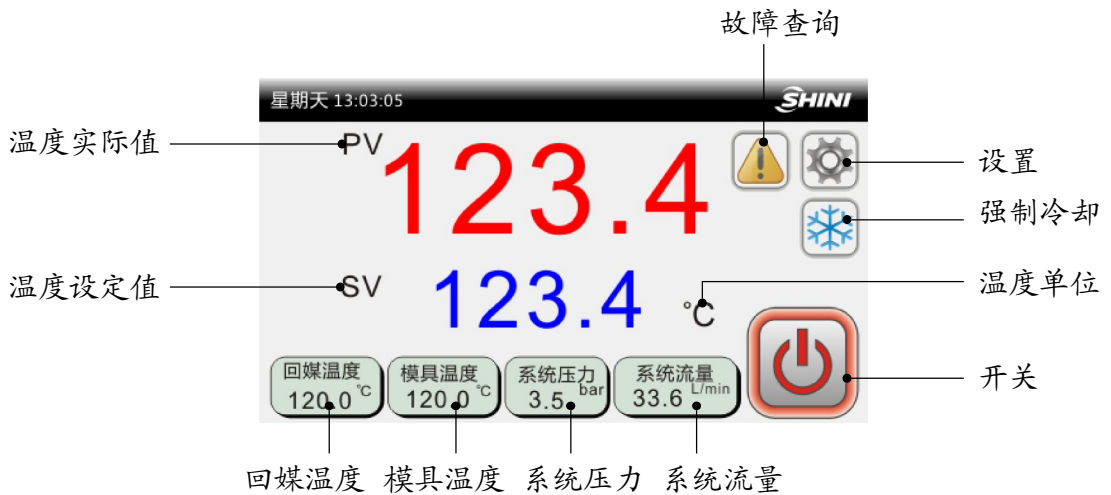 故障查询
星期天 13:03:05 SHINI
温度实际值 PV 123.4 设置
强制冷却
温度设定值 SV 123.4 °C 温度单位
开关
回媒温度 模具温度 系统压力 系统流量
120.0 °C 120.0 °C 3.5 bar 33.6 L/min
回媒温度 模具温度 系统压力 系统流量